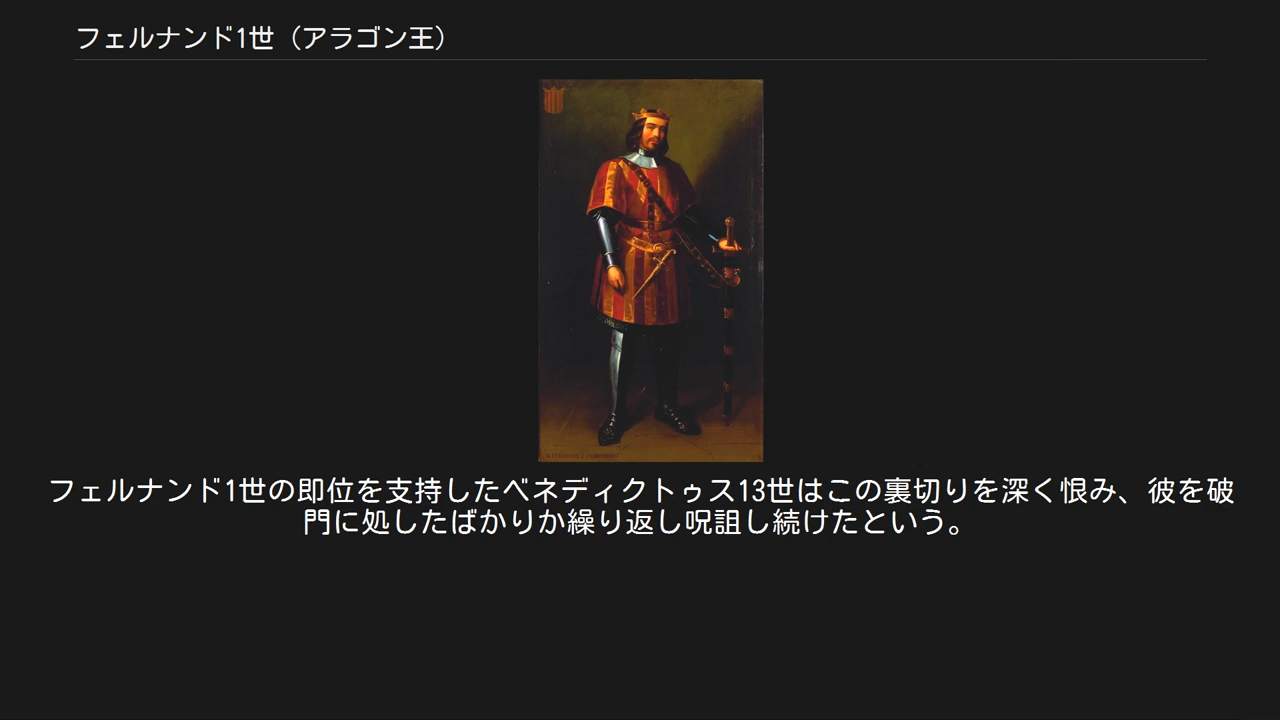 フェルナンド1世（アラゴン王）
フェルナンド1世の即位を支持したベネディクトゥス13世はこの裏切りを深く恨み、彼を破
門に処したばかりか繰り返し呪詛し続けたという。